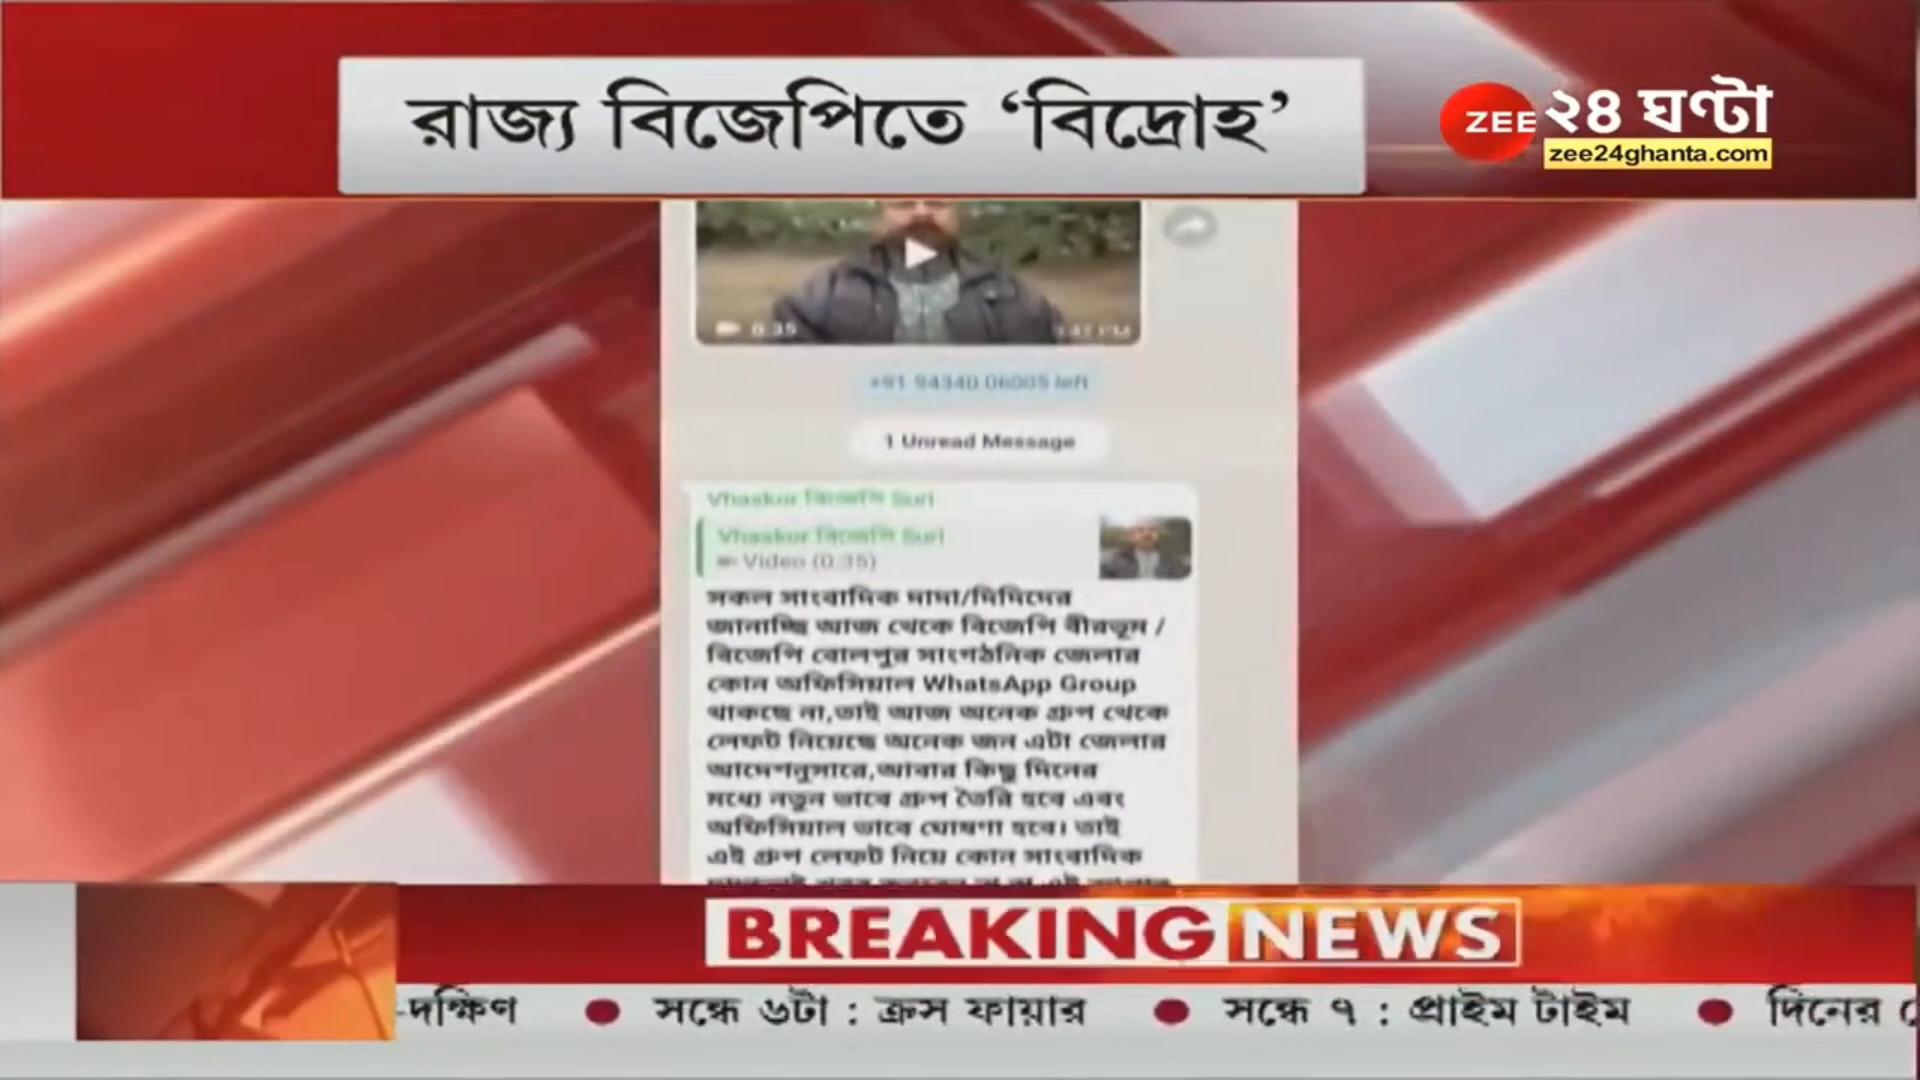 রাজ্য বিজেপিতে ‘বিদ্রোহ’
ZEE ২৪ ঘণ্টা
zee24ghanta.com
0:35
+91 94340 06005 left
1 Unread Message
Vhaskor বিজেপি Suri
Vhaskor বিজেপি Suri
Video (0:35)
সকল সাংবাদিক দাদা/দিদিদের
জানাচ্ছি আজ থেকে বিজেপি বীরভূম /
বিজেপি বোলপুর সাংগঠনিক জেলার
কোন অফিসিয়াল WhatsApp Group
থাকছে না,তাই আজ অনেক গ্রুপ থেকে
লেফট নিয়েছে অনেক জন এটা জেলার
আদেশনুসারে,আবার কিছু দিনের
মধ্যে নতুন ভাবে গ্রুপ তৈরি হবে এবং
অফিসিয়াল ভাবে ঘোষণা হবে। তাই
এই গ্রুপ লেফট নিয়ে কোন সাংবাদিক
BREAKING NEWS
-দক্ষিণ ● সন্ধে ৬টা : ক্রস ফায়ার ● সন্ধে ৭ : প্রাইম টাইম ● দিনের